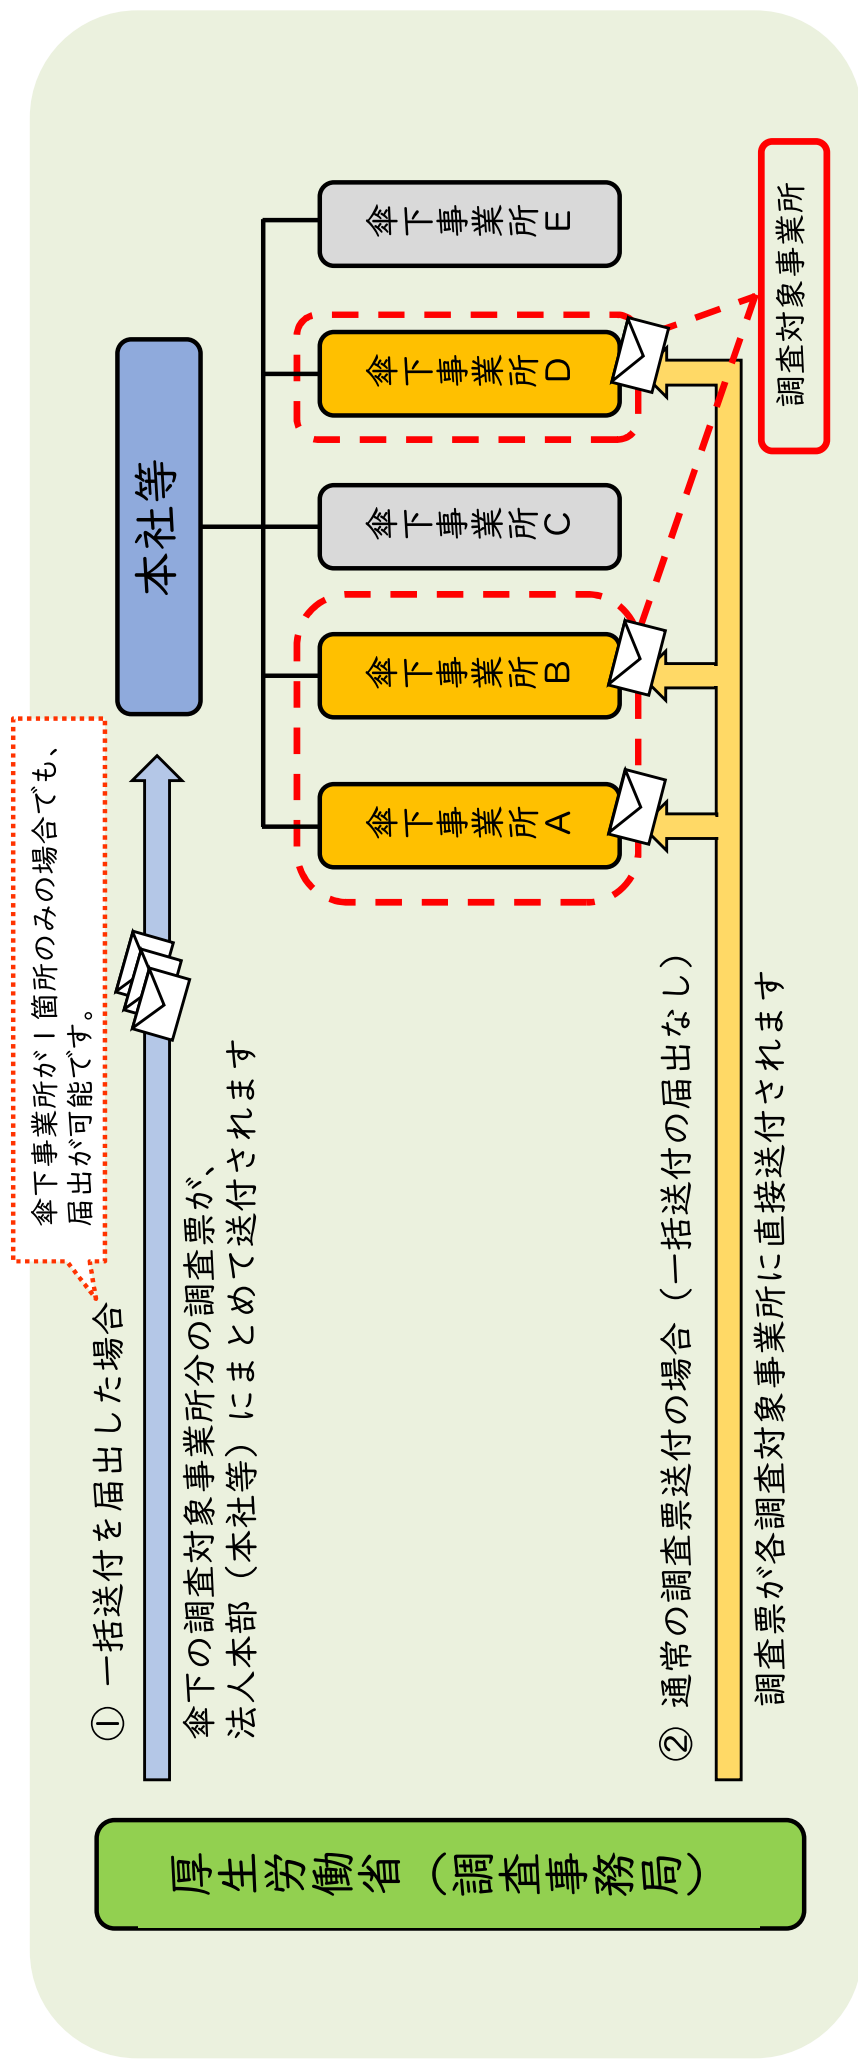 傘下事業所が1箇所のみの場合でも、
届出が可能です。
① 一括送付を届出した場合
傘下の調査対象事業所分の調査票が、
法人本部（本社等）にまとめて送付されます
厚生労働省（調査事務局）
本社等
傘下事業所A
傘下事業所B
傘下事業所C
傘下事業所D
傘下事業所E
② 通常の調査票送付の場合（一括送付の届出なし）
調査票が各調査対象事業所に直接送付されます
調査対象事業所